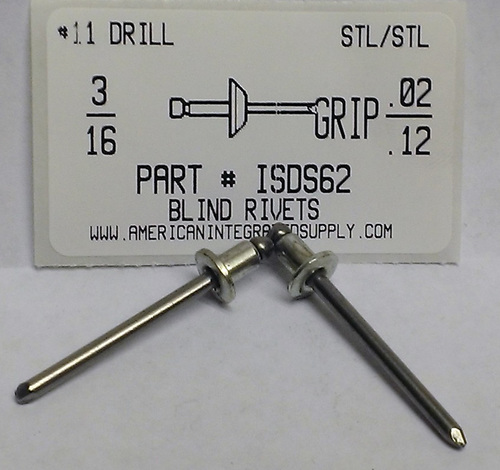 #11 DRILL STL/STL
3/16 GRIP .02/.12
PART # ISDS62
BLIND RIVETS
WWW.AMERICANINTEGRATEDSUPPLY.COM